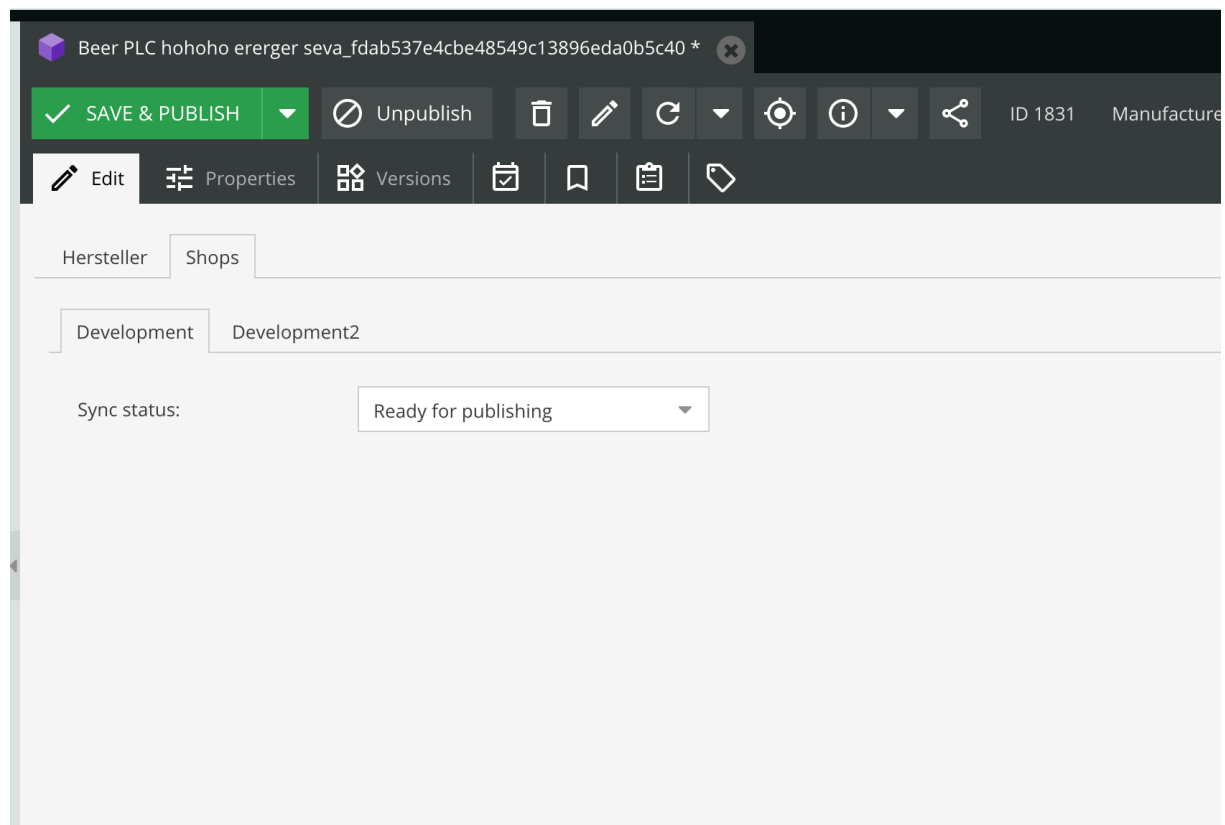 Beer PLC hohoho ererger seva_fdab537e4cbe48549c13896eda0b5c40 *
SAVE & PUBLISH Unpublish ID 1831 Manufacture
Edit Properties Versions
Hersteller Shops
Development Development2
Sync status: Ready for publishing